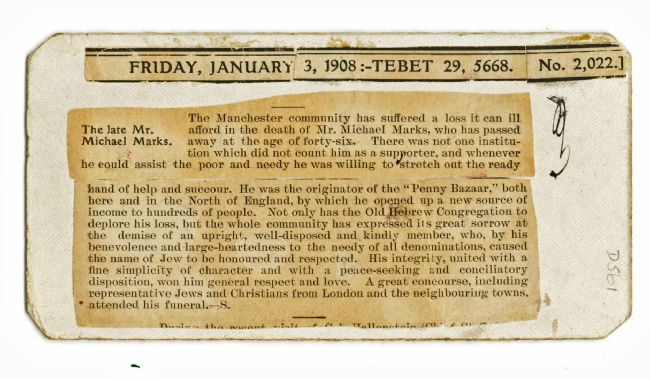 FRIDAY, JANUARY 3, 1908:-TEBET 29, 5668. No. 2,022.]
The late Mr.
Michael Marks.
The Manchester community has suffered a loss it can ill
afford in the death of Mr. Michael Marks, who has passed
away at the age of forty-six. There was not one institu-
tion which did not count him as a supporter, and whenever
he could assist the poor and needy he was willing to stretch out the ready
hand of help and succour. He was the originator of the "Penny Bazaar," both
here and in the North of England, by which he opened up a new source of
income to hundreds of people. Not only has the Old Hebrew Congregation to
deplore his loss, but the whole community has expressed its great sorrow at
the demise of an upright, well-disposed and kindly member, who, by his
benevolence and large-heartedness to the needy of all denominations, caused
the name of Jew to be honoured and respected. His integrity, united with a
fine simplicity of character and with a peace-seeking and conciliatory
disposition, won him general respect and love. A great concourse, including
representative Jews and Christians from London and the neighbouring towns,
attended his funeral.—S.
During the recent visit of